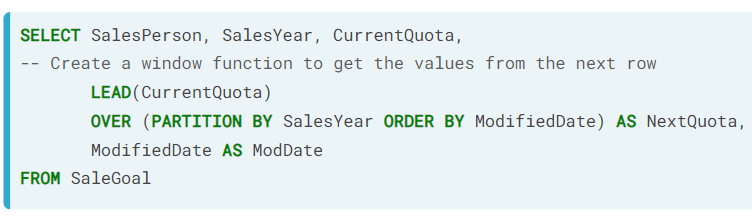 SELECT SalesPerson, SalesYear, CurrentQuota,
-- Create a window function to get the values from the next row
LEAD(CurrentQuota)
OVER (PARTITION BY SalesYear ORDER BY ModifiedDate) AS NextQuota,
ModifiedDate AS ModDate
FROM SaleGoal